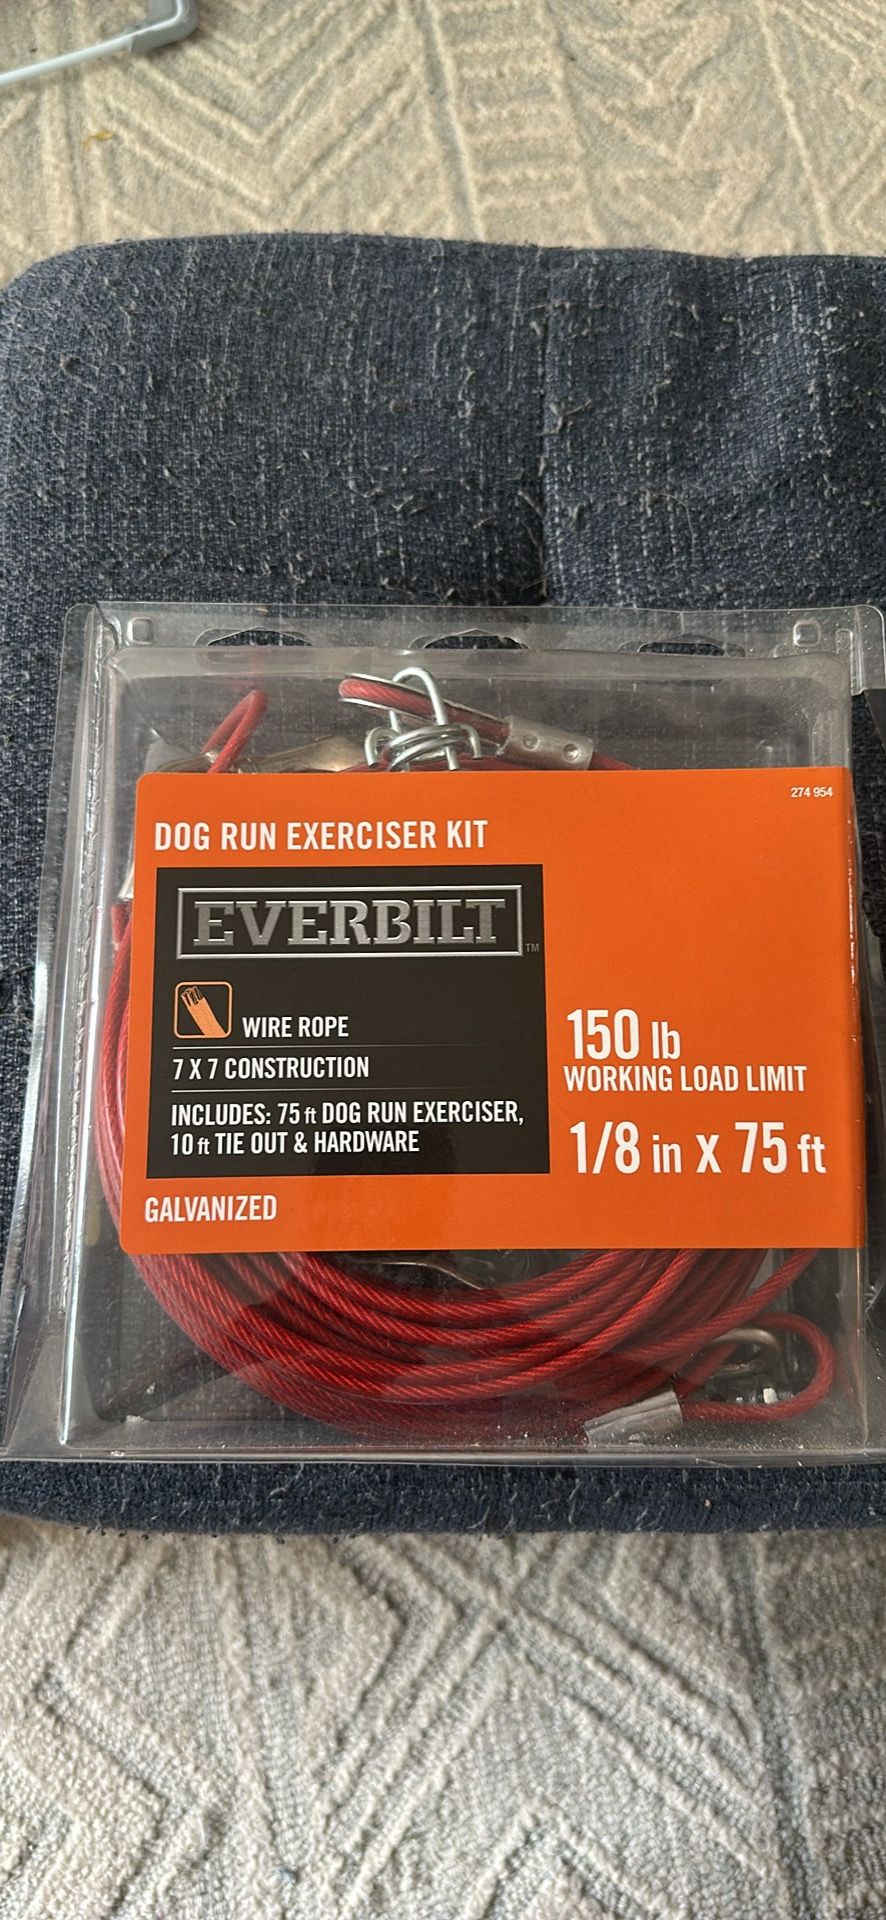 274 954
DOG RUN EXERCISER KIT
EVERBILT™
WIRE ROPE
7 X 7 CONSTRUCTION
INCLUDES: 75 ft DOG RUN EXERCISER,
10 ft TIE OUT & HARDWARE
150 lb
WORKING LOAD LIMIT
1/8 in X 75 ft
GALVANIZED